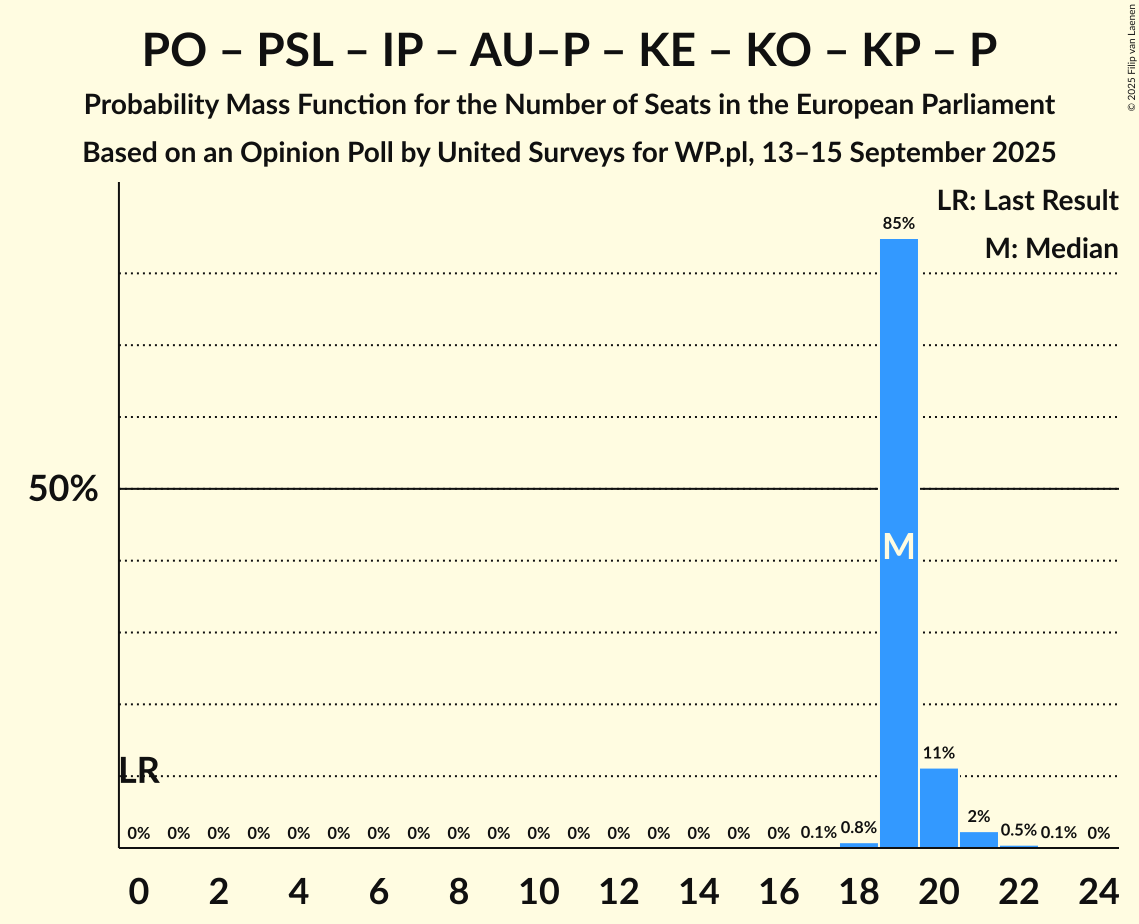 PO – PSL – IP – AU–P – KE – KO – KP – P
Probability Mass Function for the Number of Seats in the European Parliament
Based on an Opinion Poll by United Surveys for WP.pl, 13–15 September 2025
© 2025 Filip van Laenen
LR: Last Result
M: Median
85%
50%
M
LR
11%
0% 0% 0% 0% 0% 0% 0% 0% 0% 0% 0% 0% 0% 0% 0% 0% 0% 0.1% 0.8% 2% 0.5% 0.1% 0%
0 2 4 6 8 10 12 14 16 18 20 22 24